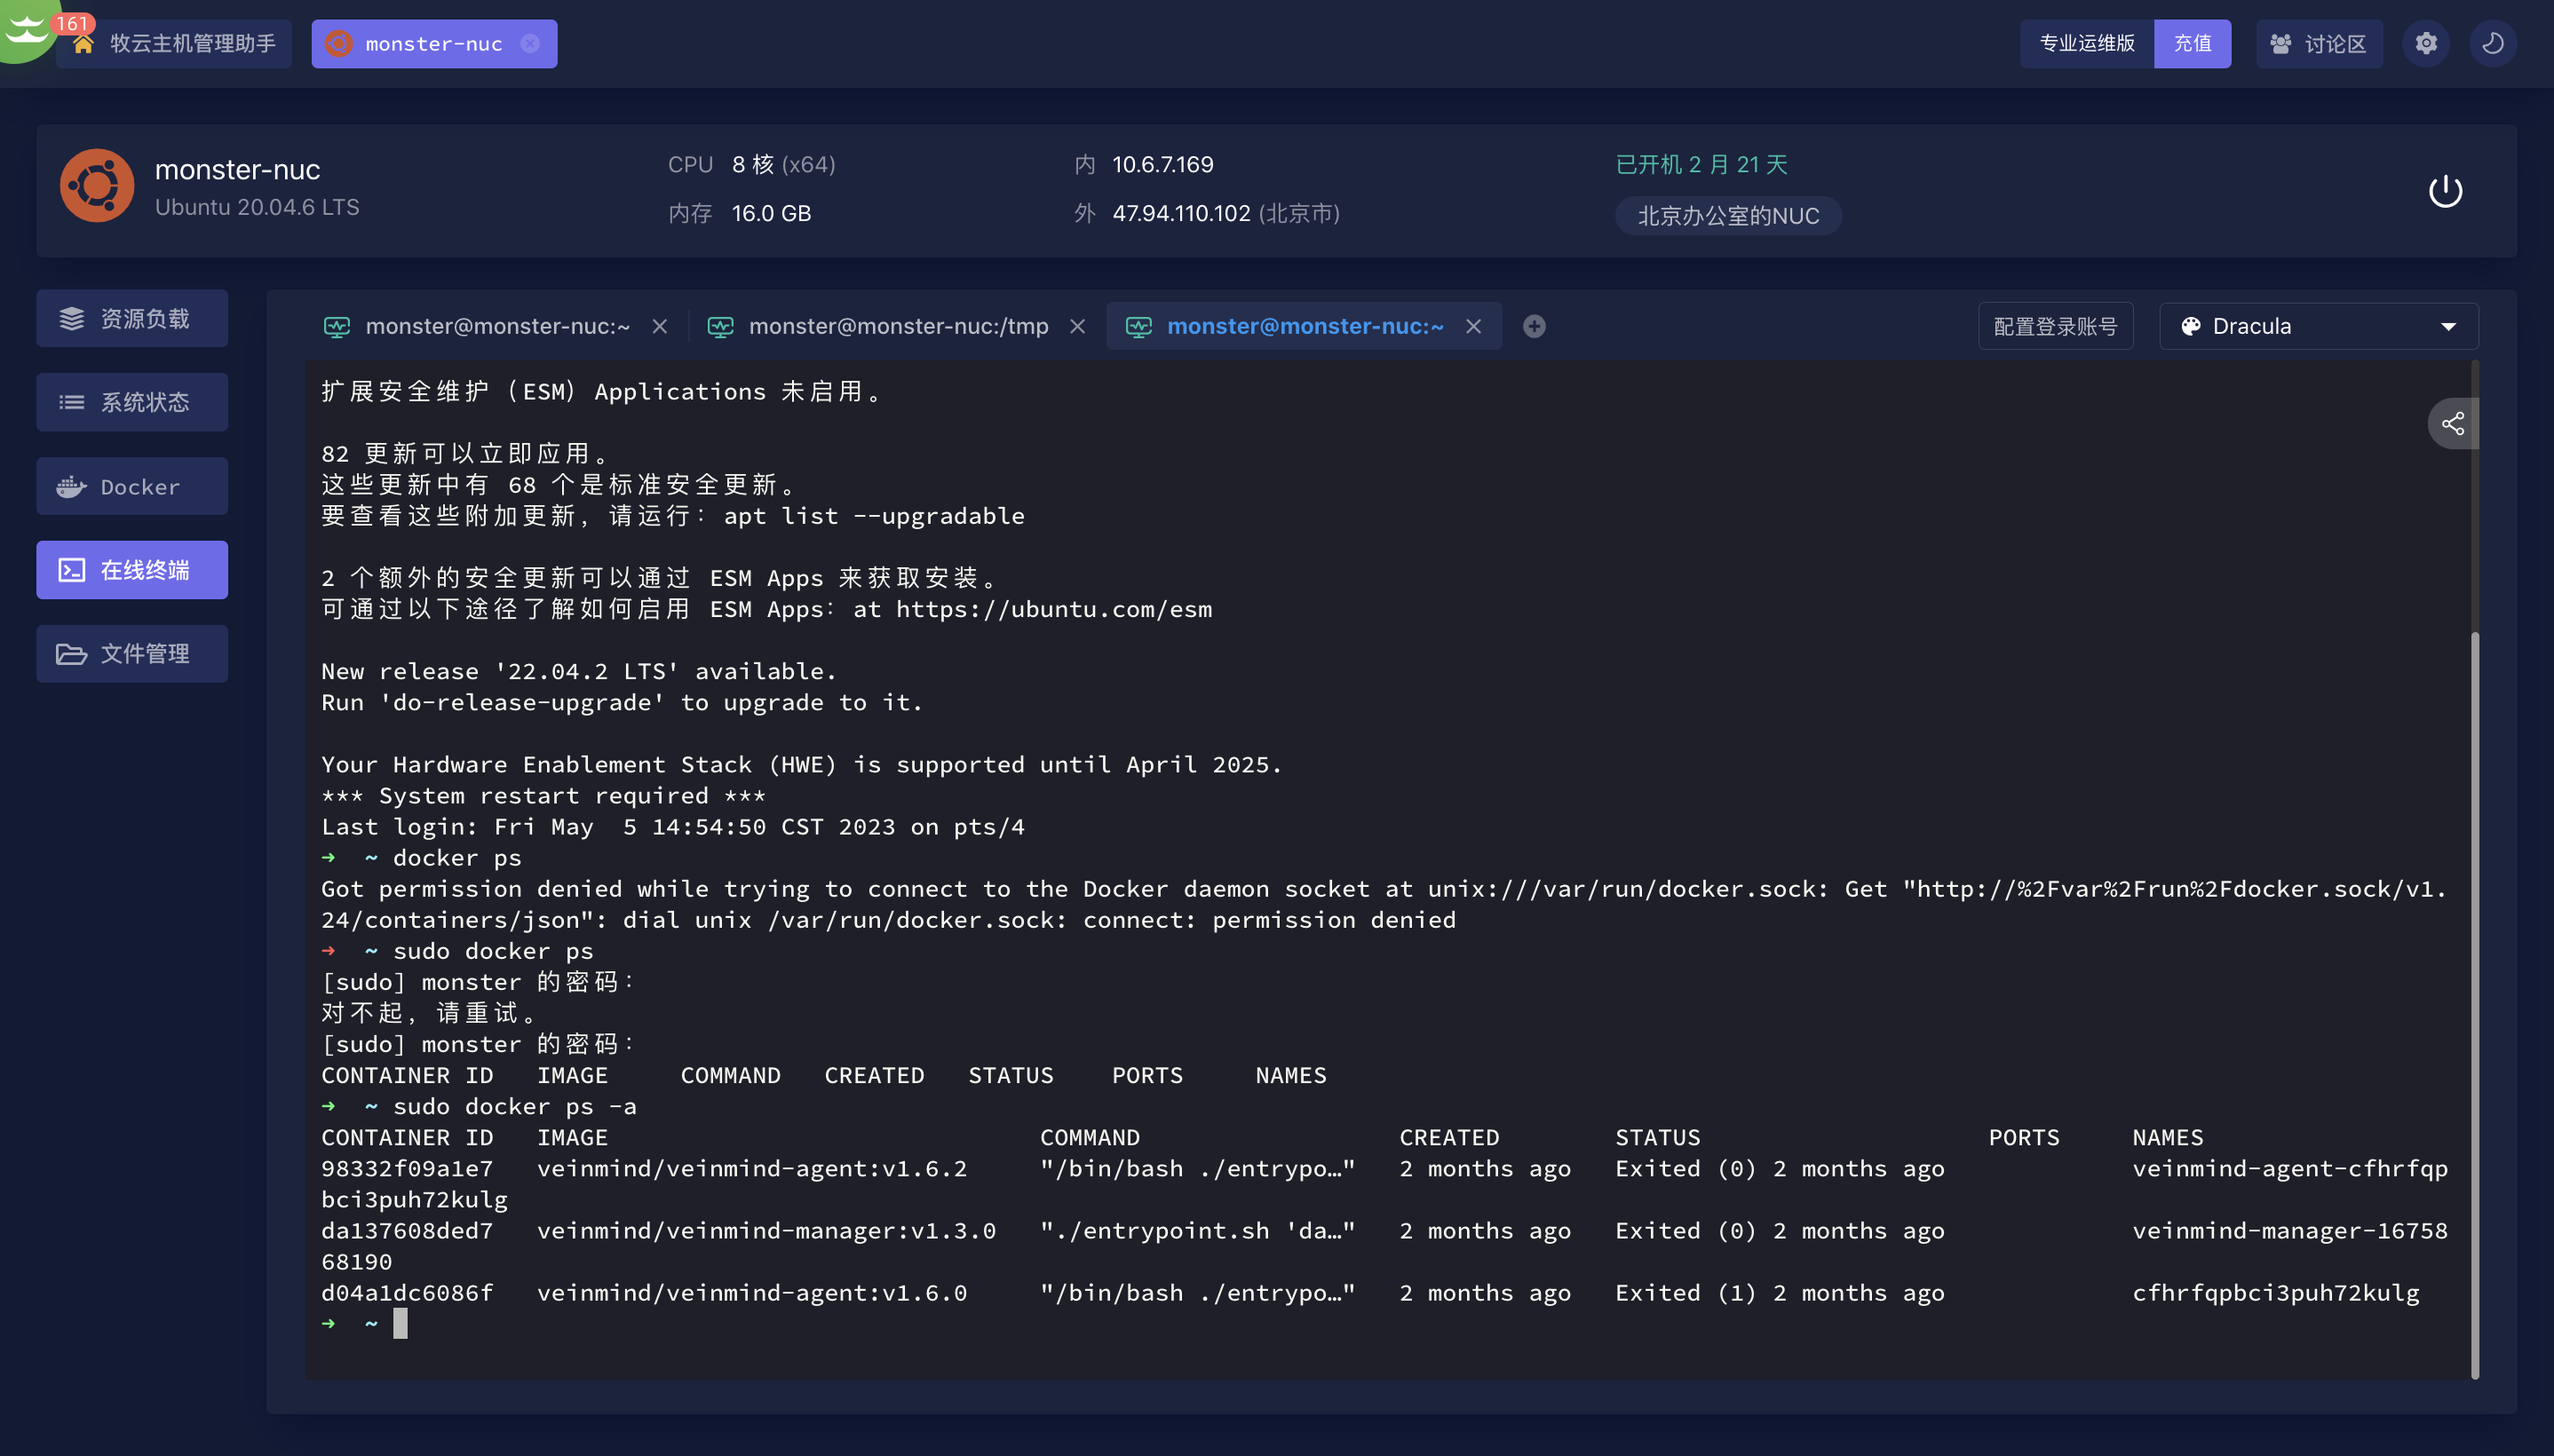 161
牧云主机管理助手
monster-nuc
专业运维版
充值
讨论区
monster-nuc
Ubuntu 20.04.6 LTS
CPU 8 核 (x64)
内存 16.0 GB
内 10.6.7.169
外 47.94.110.102 (北京市)
已开机 2 月 21 天
北京办公室的NUC
资源负载
系统状态
Docker
在线终端
文件管理
monster@monster-nuc:~
monster@monster-nuc:/tmp
monster@monster-nuc:~
配置登录账号
Dracula
扩展安全维护（ESM）Applications 未启用。
82 更新可以立即应用。
这些更新中有 68 个是标准安全更新。
要查看这些附加更新，请运行：apt list --upgradable
2 个额外的安全更新可以通过 ESM Apps 来获取安装。
可通过以下途径了解如何启用 ESM Apps：at https://ubuntu.com/esm
New release '22.04.2 LTS' available.
Run 'do-release-upgrade' to upgrade to it.
Your Hardware Enablement Stack (HWE) is supported until April 2025.
*** System restart required ***
Last login: Fri May  5 14:54:50 CST 2023 on pts/4
➜  ~ docker ps
Got permission denied while trying to connect to the Docker daemon socket at unix:///var/run/docker.sock: Get "http://%2Fvar%2Frun%2Fdocker.sock/v1.
24/containers/json": dial unix /var/run/docker.sock: connect: permission denied
➜  ~ sudo docker ps
[sudo] monster 的密码：
对不起，请重试。
[sudo] monster 的密码：
CONTAINER ID   IMAGE     COMMAND   CREATED   STATUS    PORTS     NAMES
➜  ~ sudo docker ps -a
CONTAINER ID   IMAGE                              COMMAND                  CREATED        STATUS                    PORTS     NAMES
98332f09a1e7   veinmind/veinmind-agent:v1.6.2     "/bin/bash ./entrypo…"   2 months ago   Exited (0) 2 months ago             veinmind-agent-cfhrfqp
bci3puh72kulg
da137608ded7   veinmind/veinmind-manager:v1.3.0   "./entrypoint.sh 'da…"   2 months ago   Exited (0) 2 months ago             veinmind-manager-16758
68190
d04a1dc6086f   veinmind/veinmind-agent:v1.6.0     "/bin/bash ./entrypo…"   2 months ago   Exited (1) 2 months ago             cfhrfqpbci3puh72kulg
➜  ~